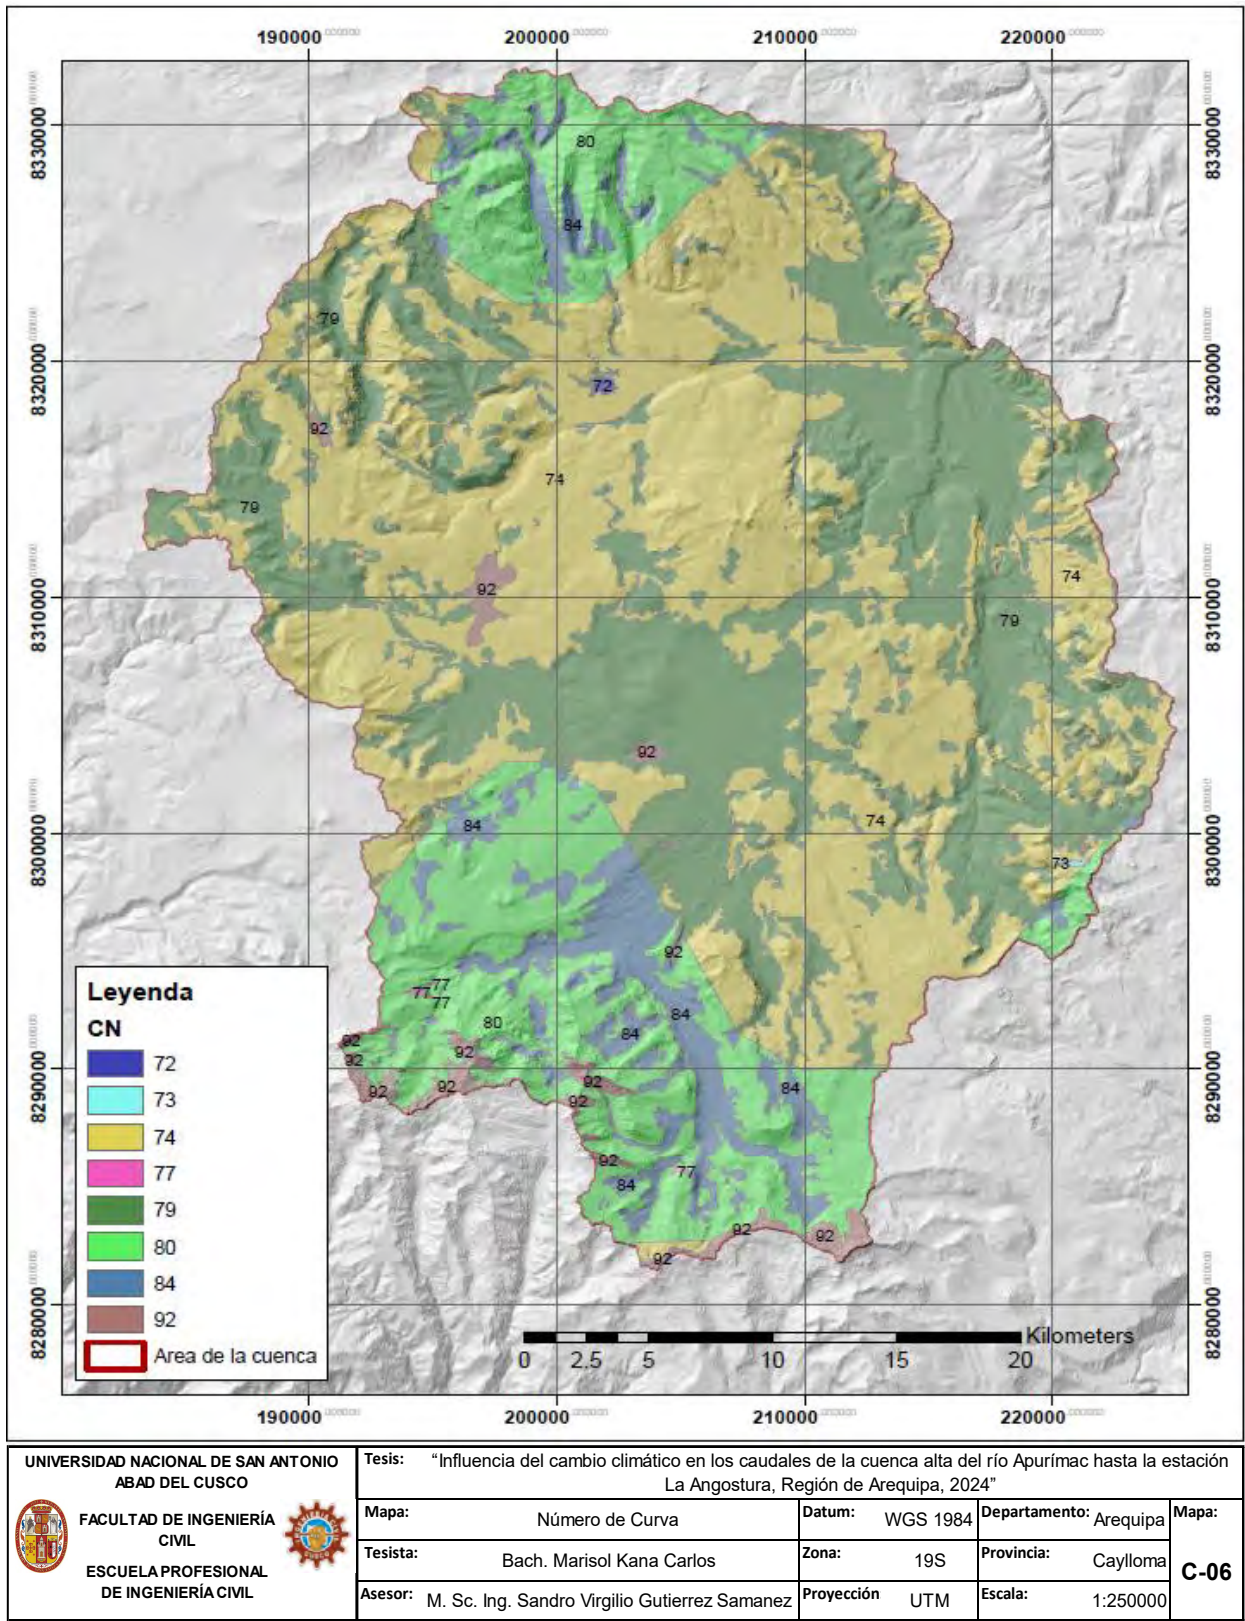 190000 200000 210000 220000
8330000 8330000
80
84
79
8320000 8320000
72
92
74
79
74
92
8310000 8310000
79
92
74
84
8300000 8300000
73
92
77
77
77
84
80
84
92
92
92
8290000 8290000
92
84
92
92
92
92
77
84
92
92
92
8280000 8280000
Leyenda
CN
72
73
74
77
79
80
84
92
Area de la cuenca
Kilometers
0 2.5 5 10 15 20
190000 200000 210000 220000
UNIVERSIDAD NACIONAL DE SAN ANTONIO
ABAD DEL CUSCO
FACULTAD DE INGENIERÍA
CIVIL
ESCUELA PROFESIONAL
DE INGENIERÍA CIVIL
Tesis: “Influencia del cambio climático en los caudales de la cuenca alta del río Apurímac hasta la estación
La Angostura, Región de Arequipa, 2024”
Mapa: Número de Curva Datum: WGS 1984 Departamento: Arequipa Mapa:
Tesista: Bach. Marisol Kana Carlos Zona: 19S Provincia: Caylloma
C-06
Asesor: M. Sc. Ing. Sandro Virgilio Gutierrez Samanez Proyección UTM Escala: 1:250000